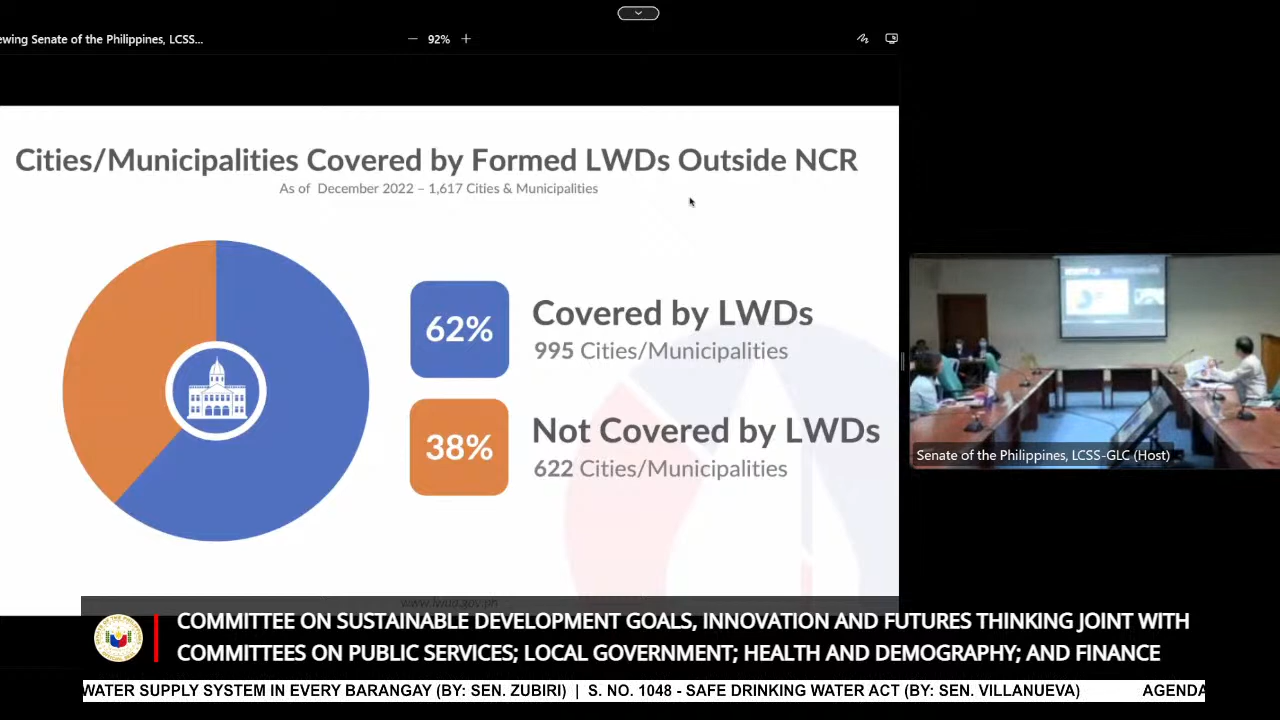 ewing Senate of the Philippines, LCSS...
92%
Cities/Municipalities Covered by Formed LWDs Outside NCR
As of December 2022 – 1,617 Cities & Municipalities
62%
Covered by LWDs
995 Cities/Municipalities
38%
Not Covered by LWDs
622 Cities/Municipalities
Senate of the Philippines, LCSS-GLC (Host)
www.lwua.gov.ph
COMMITTEE ON SUSTAINABLE DEVELOPMENT GOALS, INNOVATION AND FUTURES THINKING JOINT WITH
COMMITTEES ON PUBLIC SERVICES; LOCAL GOVERNMENT; HEALTH AND DEMOGRAPHY; AND FINANCE
WATER SUPPLY SYSTEM IN EVERY BARANGAY (BY: SEN. ZUBIRI) | S. NO. 1048 - SAFE DRINKING WATER ACT (BY: SEN. VILLANUEVA) AGENDA